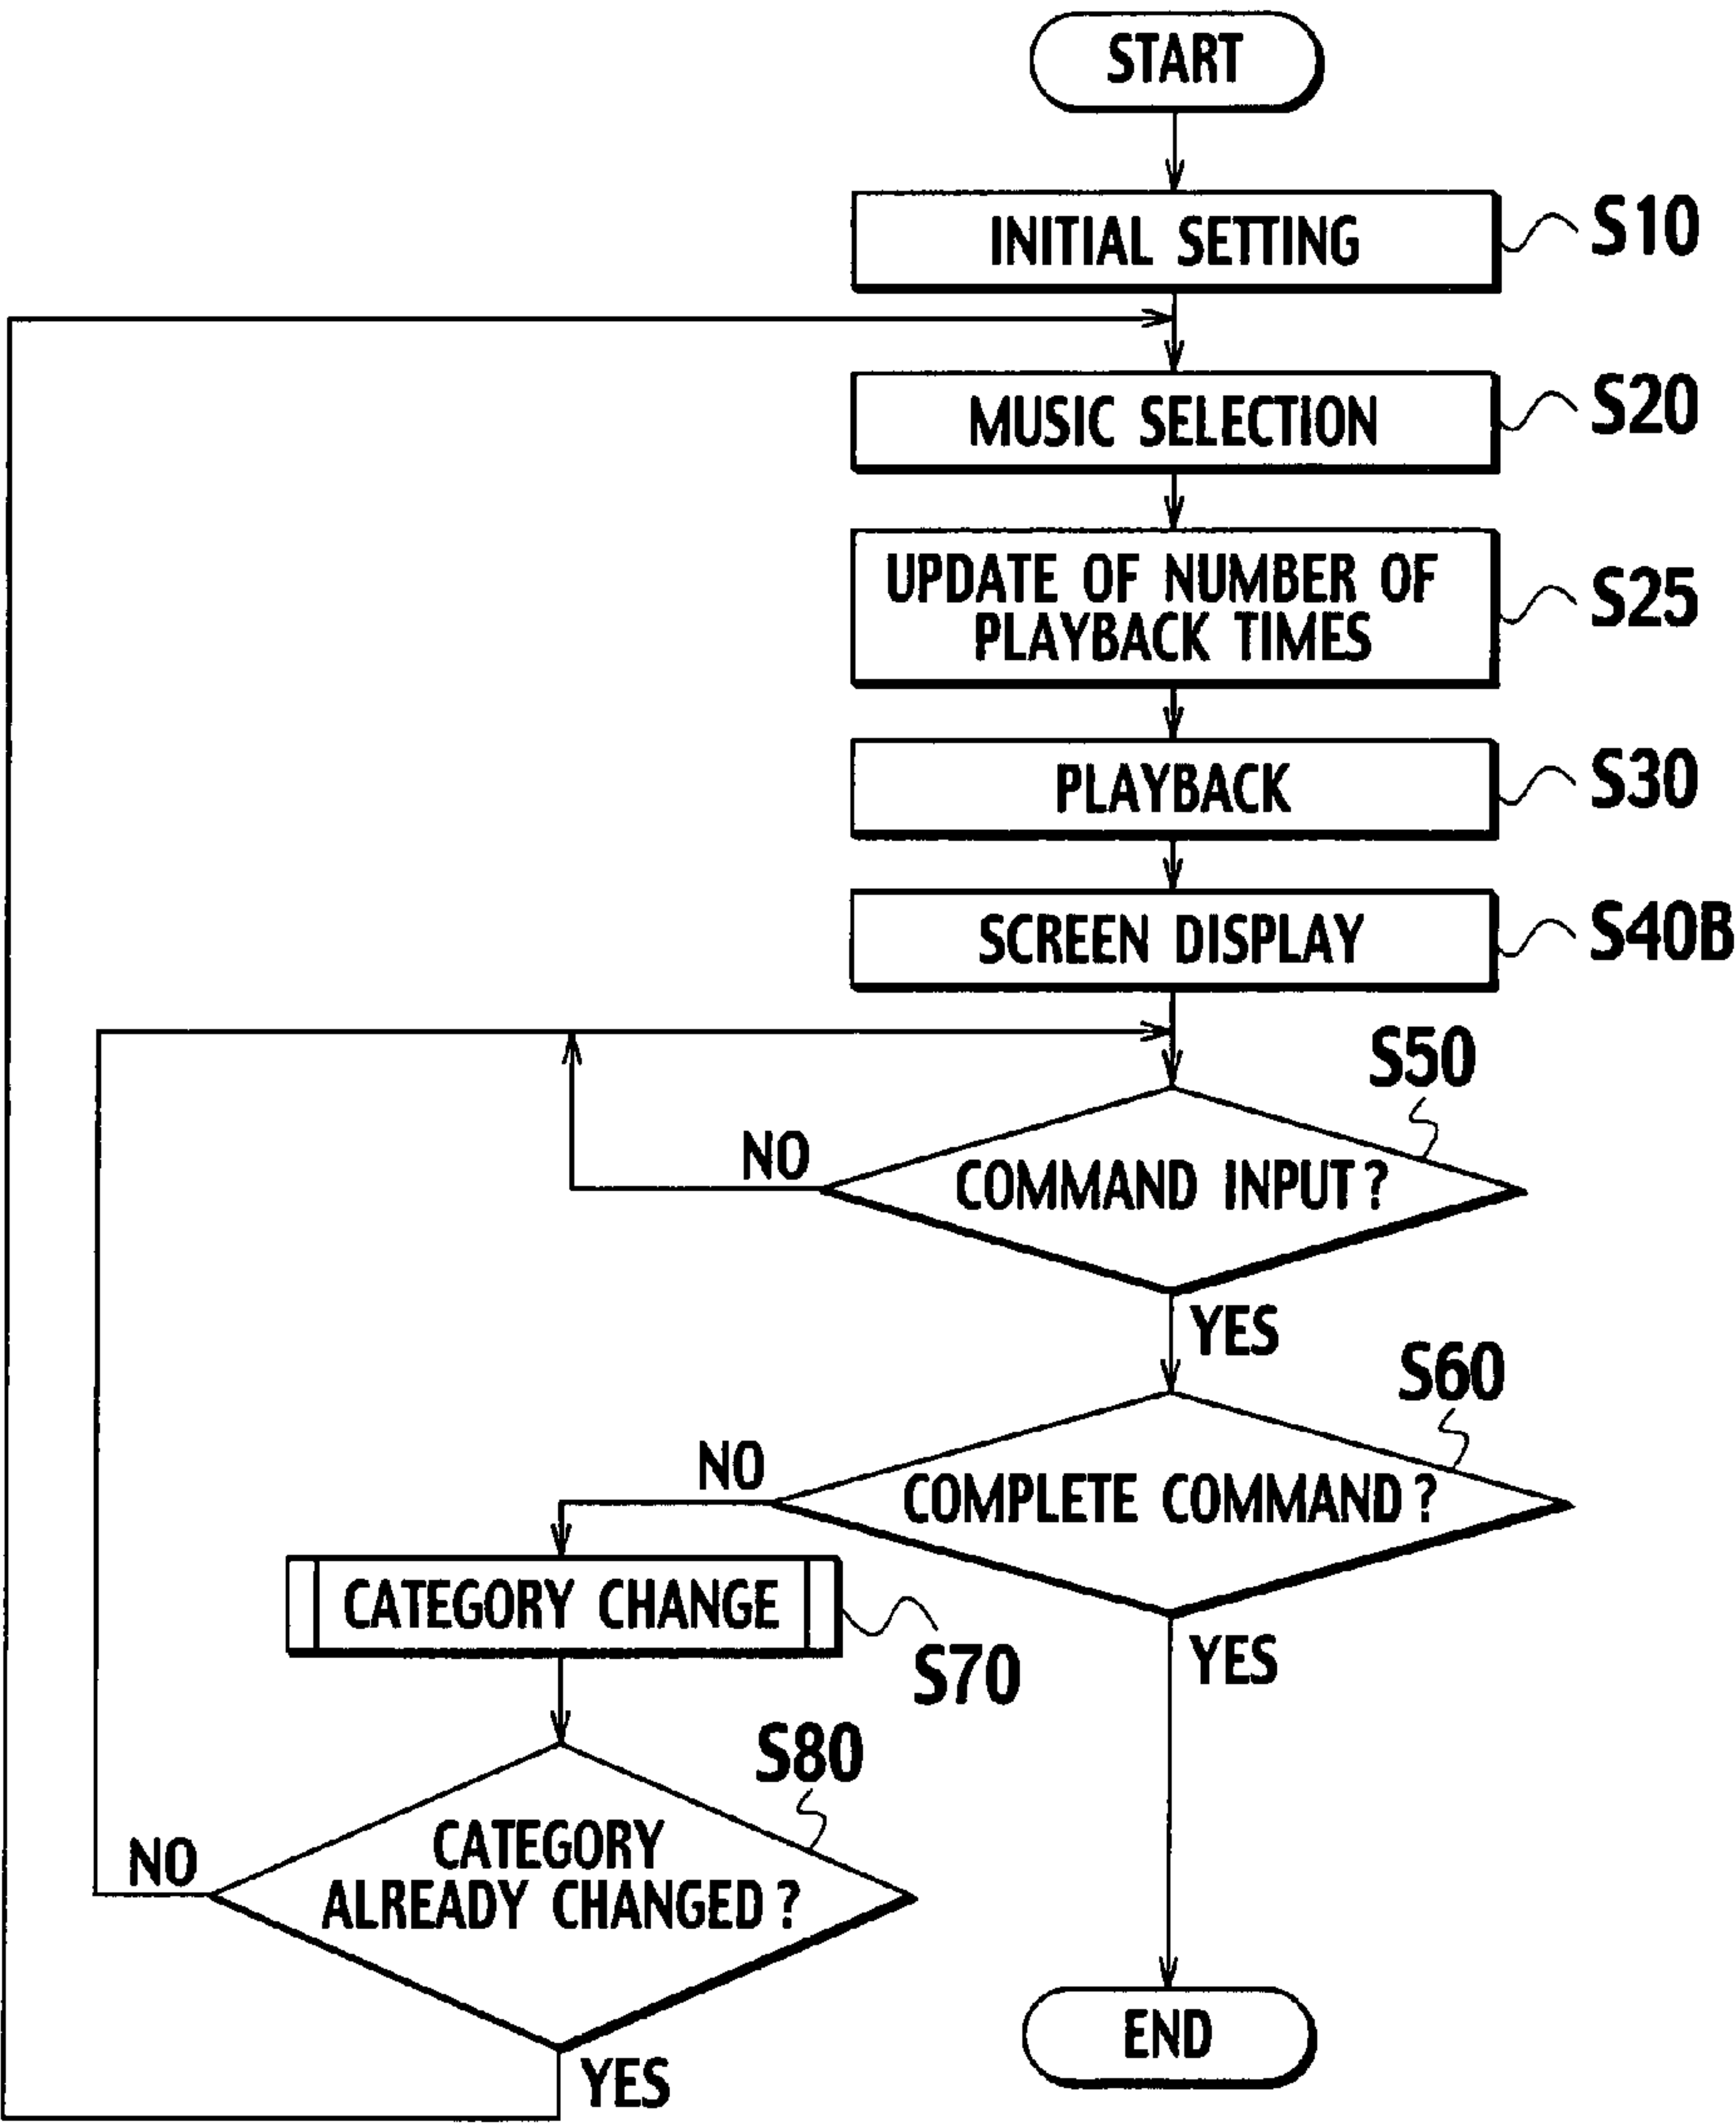 START
INITIAL SETTING
S10
MUSIC SELECTION
S20
UPDATE OF NUMBER OF
PLAYBACK TIMES
S25
PLAYBACK
S30
SCREEN DISPLAY
S40B
S50
NO
COMMAND INPUT?
YES
S60
NO
COMPLETE COMMAND?
CATEGORY CHANGE
S70
YES
S80
CATEGORY
ALREADY CHANGED?
NO
YES
END